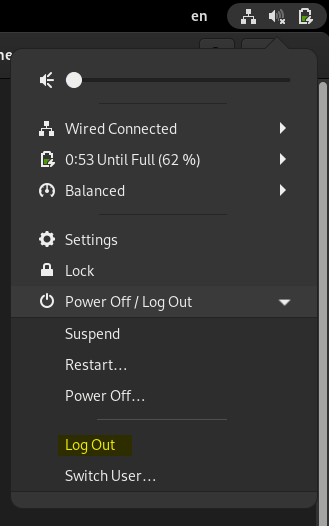 en
ne
Wired Connected
0:53 Until Full (62 %)
Balanced
Settings
Lock
Power Off / Log Out
Suspend
Restart…
Power Off…
Log Out
Switch User…